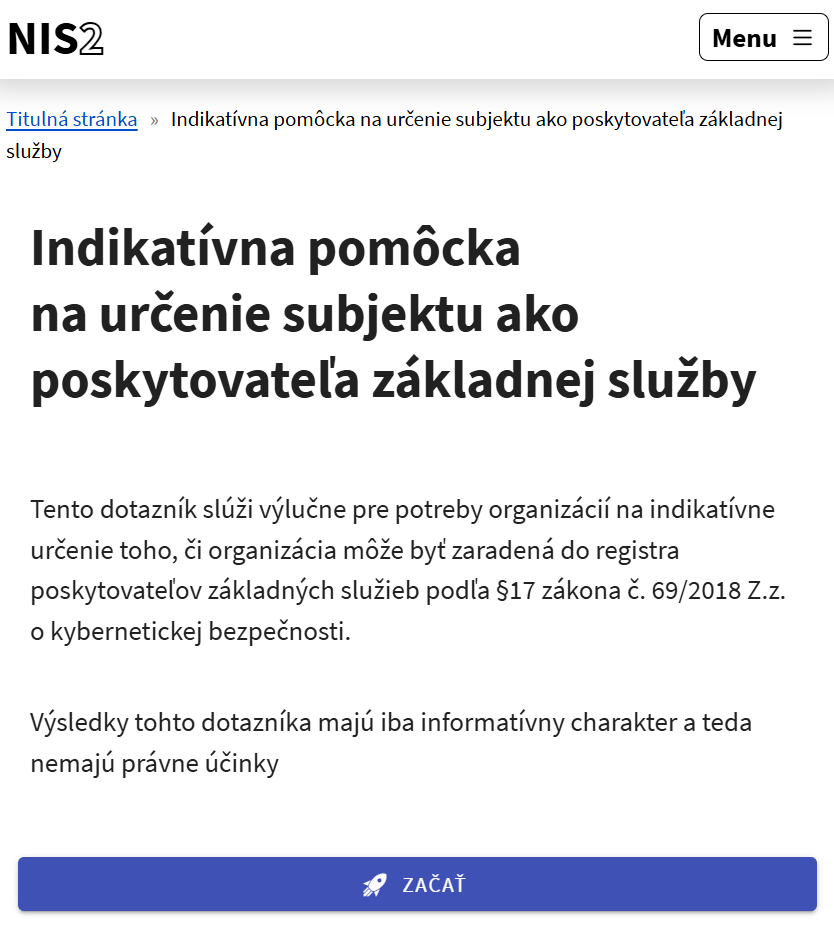 NIS2
Menu
Titulná stránka » Indikatívna pomôcka na určenie subjektu ako poskytovateľa základnej
služby
Indikatívna pomôcka
na určenie subjektu ako
poskytovateľa základnej služby
Tento dotazník slúži výlučne pre potreby organizácií na indikatívne
určenie toho, či organizácia môže byť zaradená do registra
poskytovateľov základných služieb podľa §17 zákona č. 69/2018 Z.z.
o kybernetickej bezpečnosti.
Výsledky tohto dotazníka majú iba informatívny charakter a teda
nemajú právne účinky
ZAČAŤ